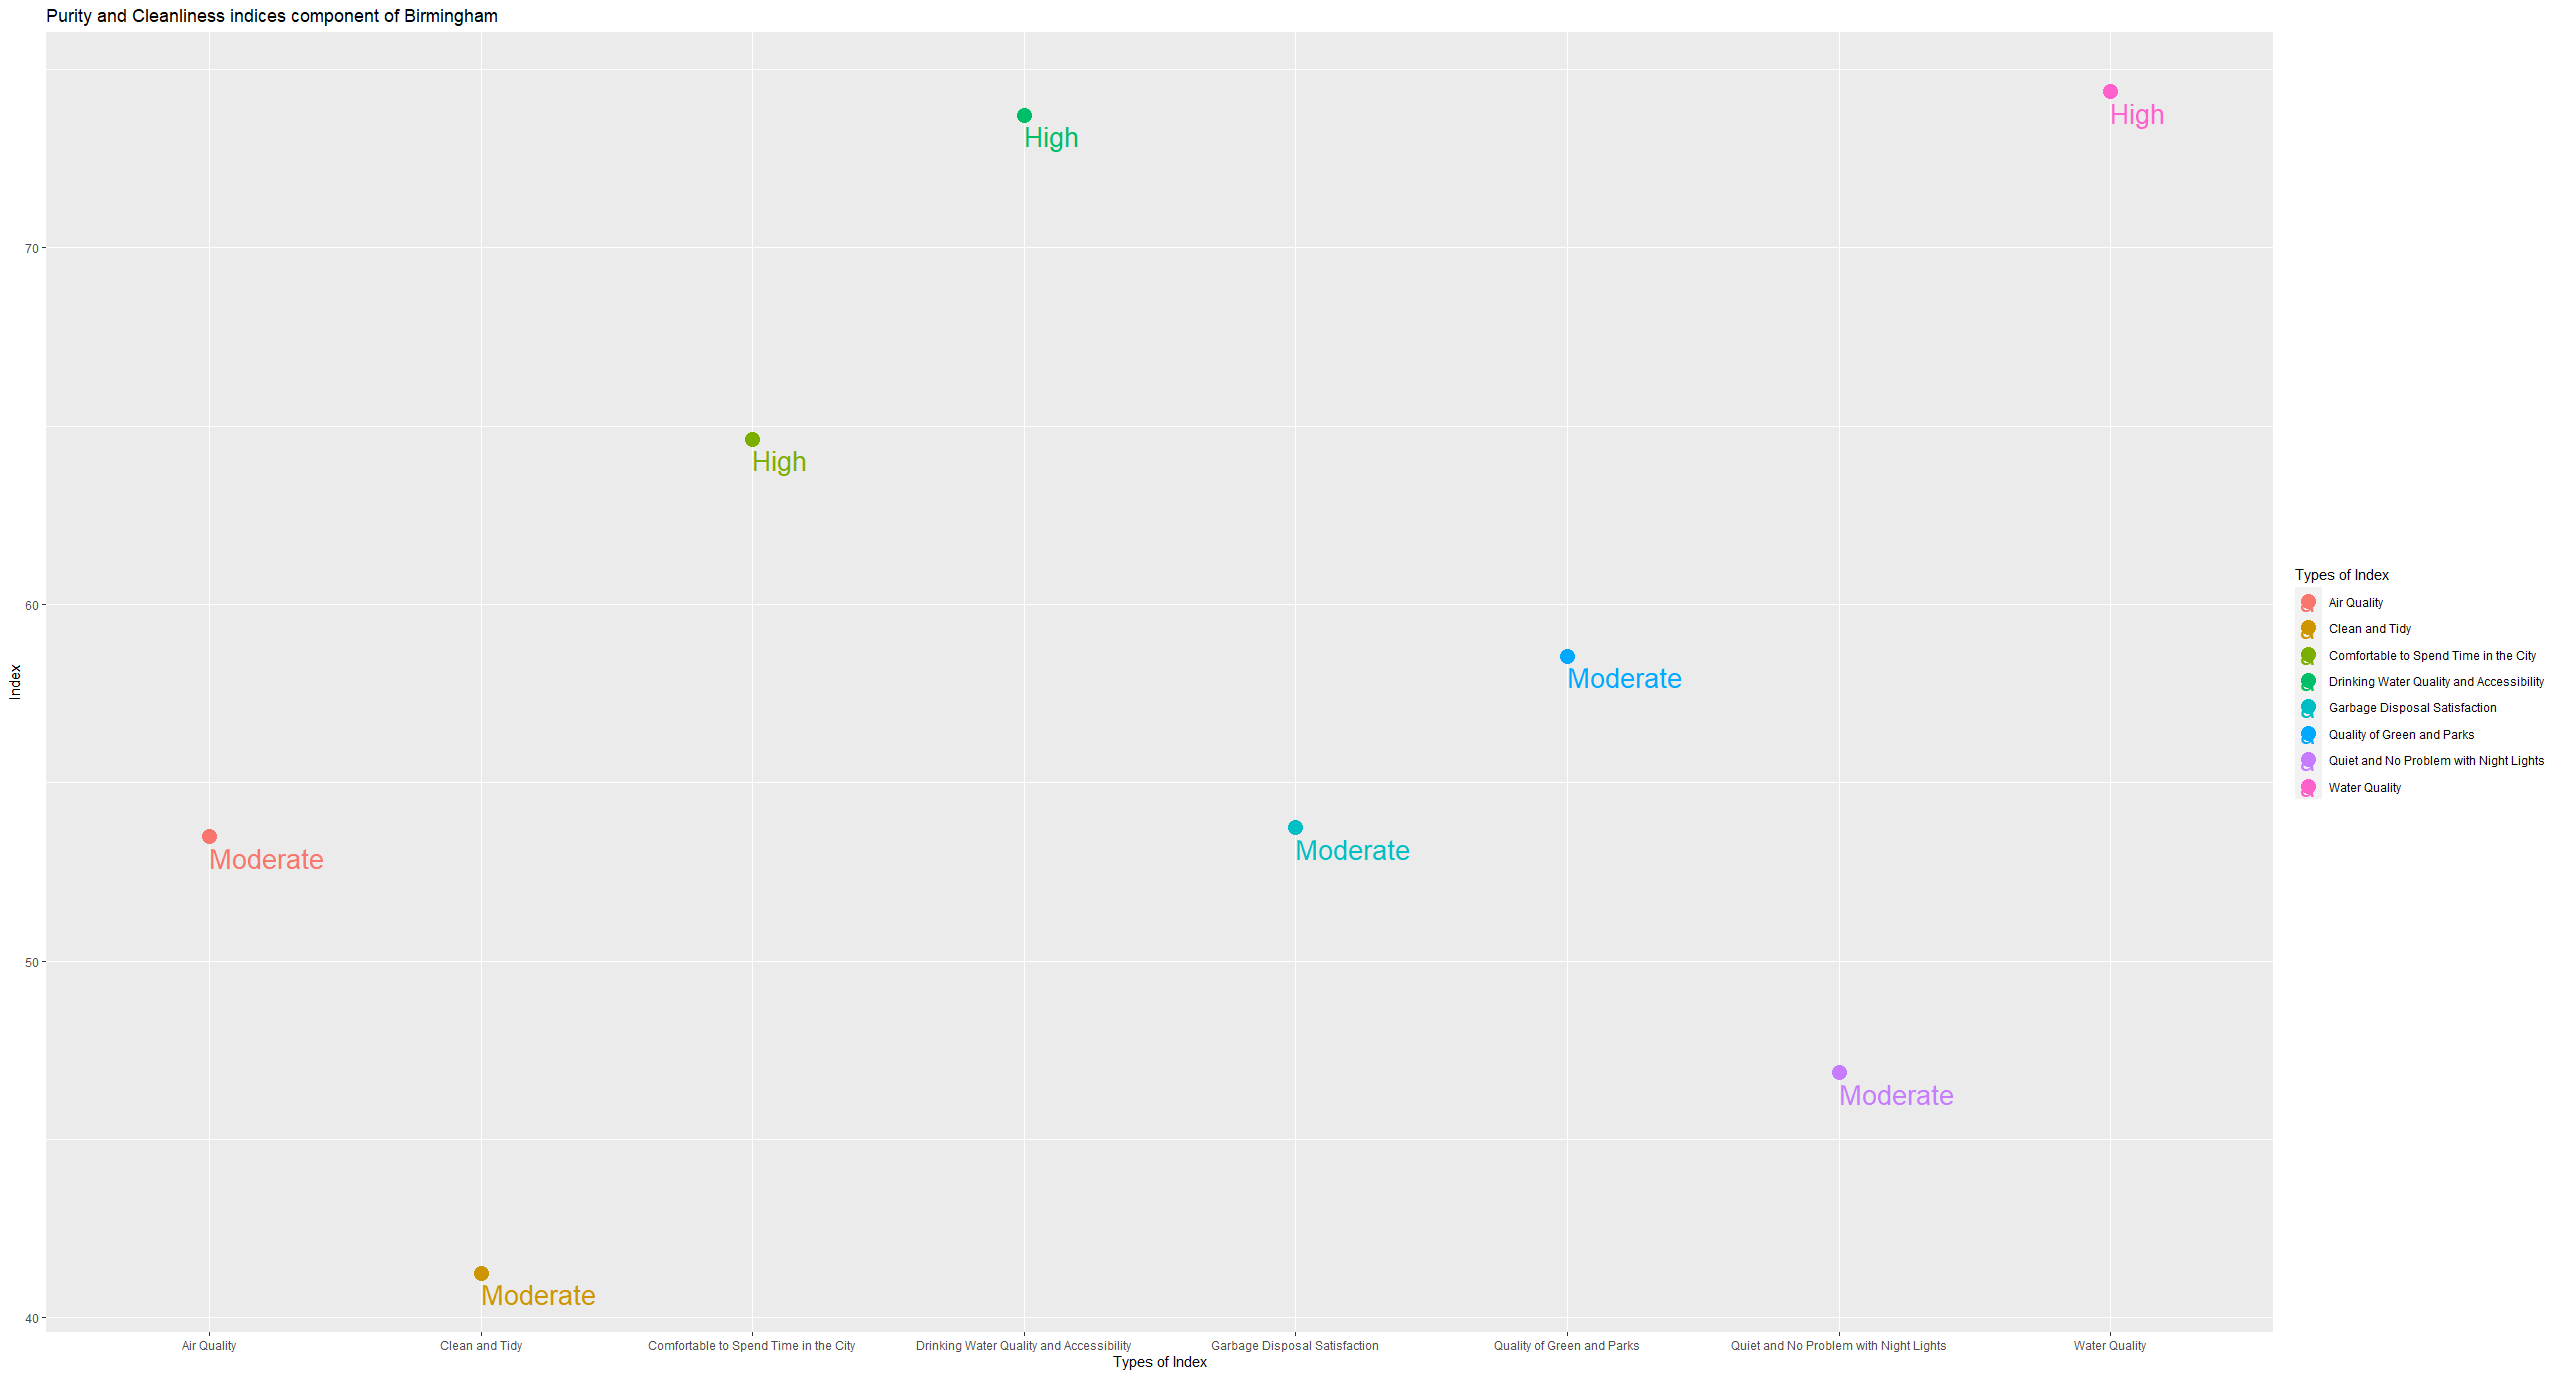 Purity and Cleanliness indices component of Birmingham
High
High
70
High
60
Moderate
Moderate
Moderate
50
Moderate
Moderate
40
Index
Air Quality
Clean and Tidy
Comfortable to Spend Time in the City
Drinking Water Quality and Accessibility
Garbage Disposal Satisfaction
Quality of Green and Parks
Quiet and No Problem with Night Lights
Water Quality
Types of Index
Types of Index
Air Quality
Clean and Tidy
Comfortable to Spend Time in the City
Drinking Water Quality and Accessibility
Garbage Disposal Satisfaction
Quality of Green and Parks
Quiet and No Problem with Night Lights
Water Quality